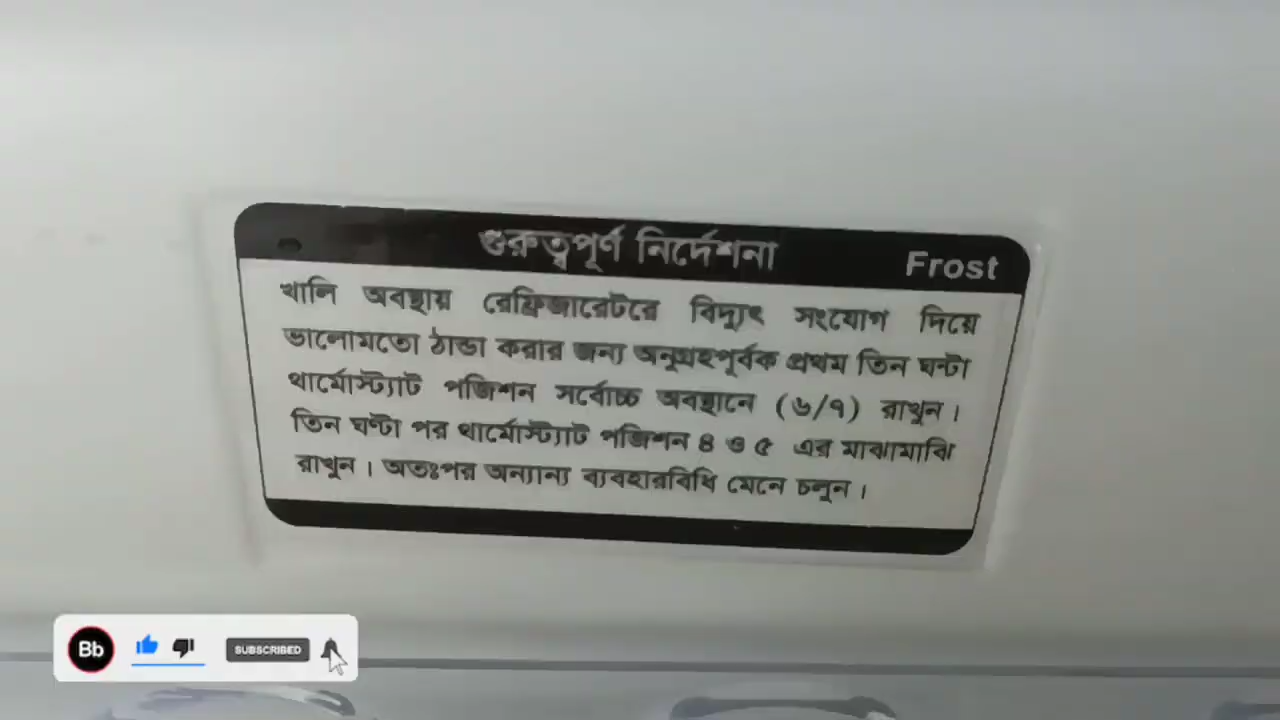 গুরুত্বপূর্ণ নির্দেশনা Frost
খালি অবস্থায় রেফ্রিজারেটরে বিদ্যুৎ সংযোগ দিয়ে
ভালোমতো ঠান্ডা করার জন্য অনুগ্রহপূর্বক প্রথম তিন ঘন্টা
থার্মোস্ট্যাট পজিশন সর্বোচ্চ অবস্থানে (৬/৭) রাখুন।
তিন ঘণ্টা পর থার্মোস্ট্যাট পজিশন ৪ ও ৫ এর মাঝামাঝি
রাখুন। অতঃপর অন্যান্য ব্যবহারবিধি মেনে চলুন।
Bb SUBSCRIBED